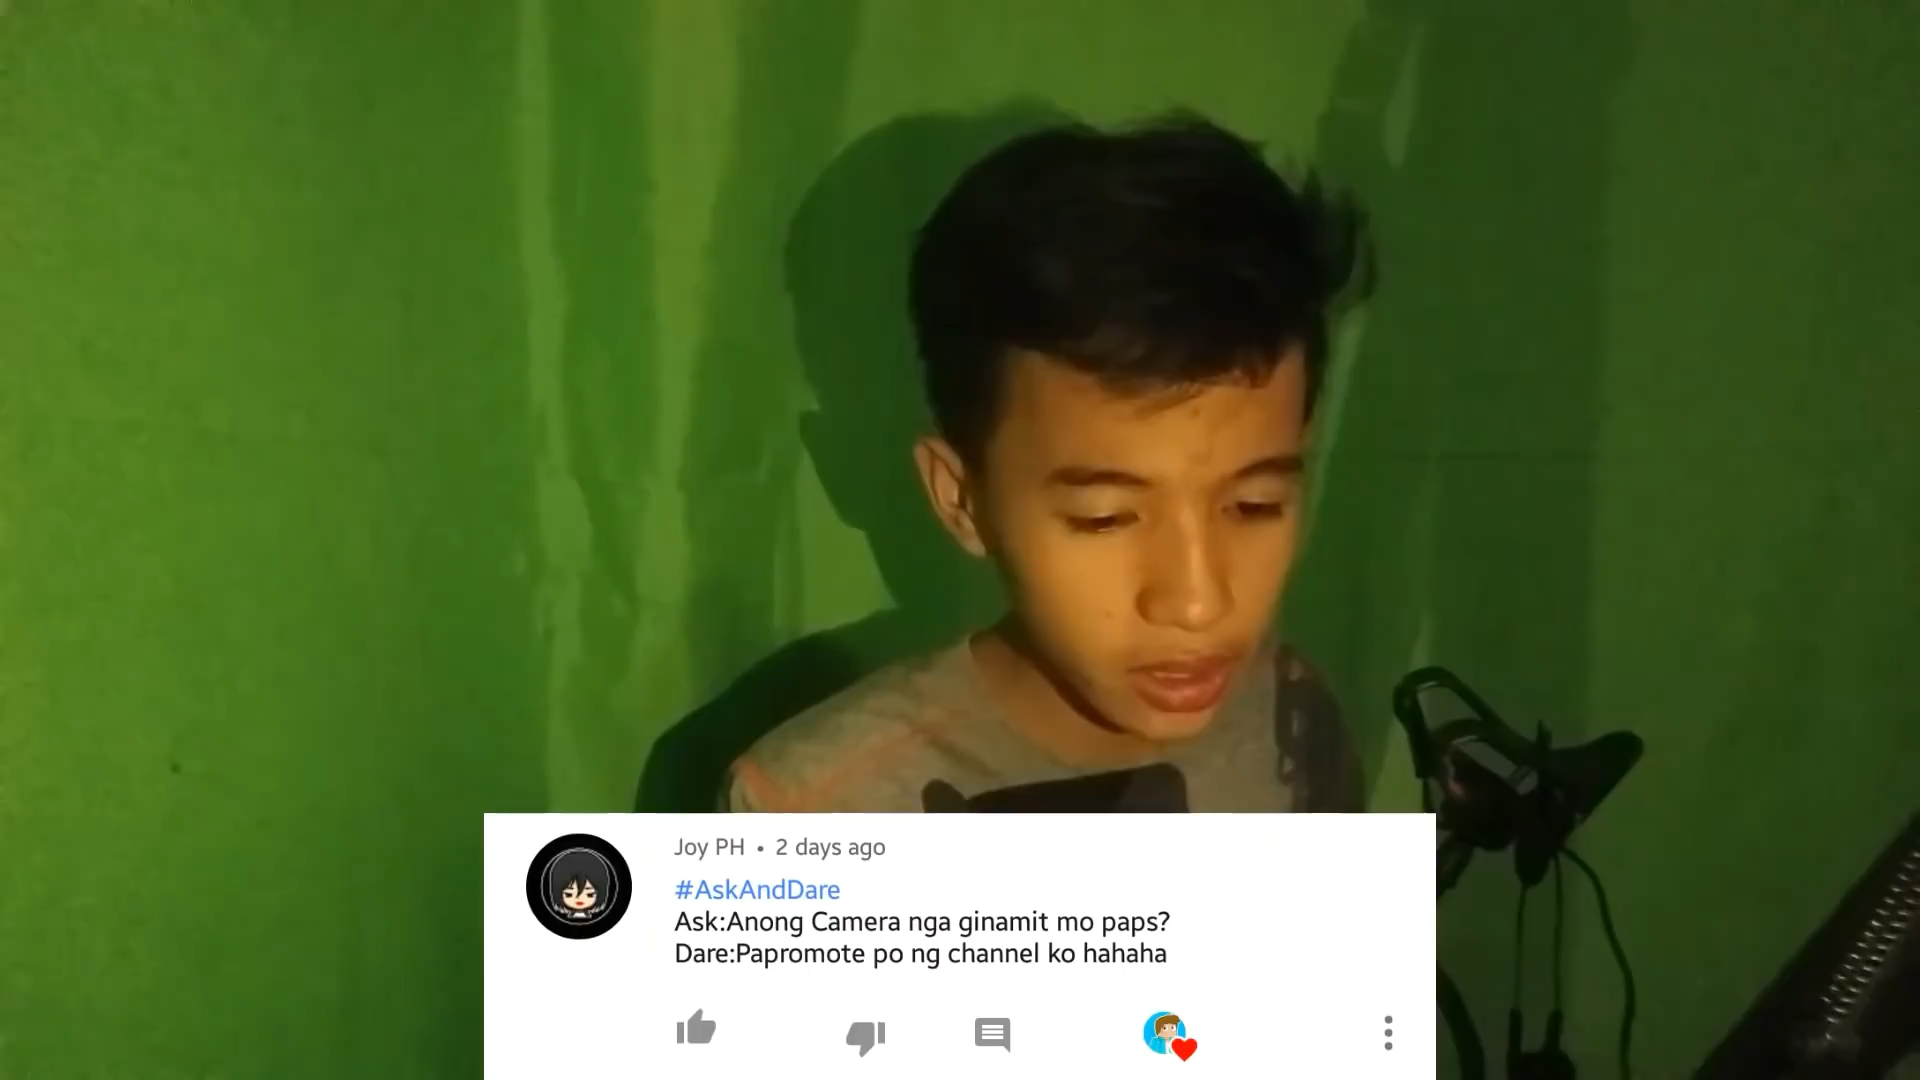 Joy PH • 2 days ago
#AskAndDare
Ask:Anong Camera nga ginamit mo paps?
Dare:Papromote po ng channel ko hahaha